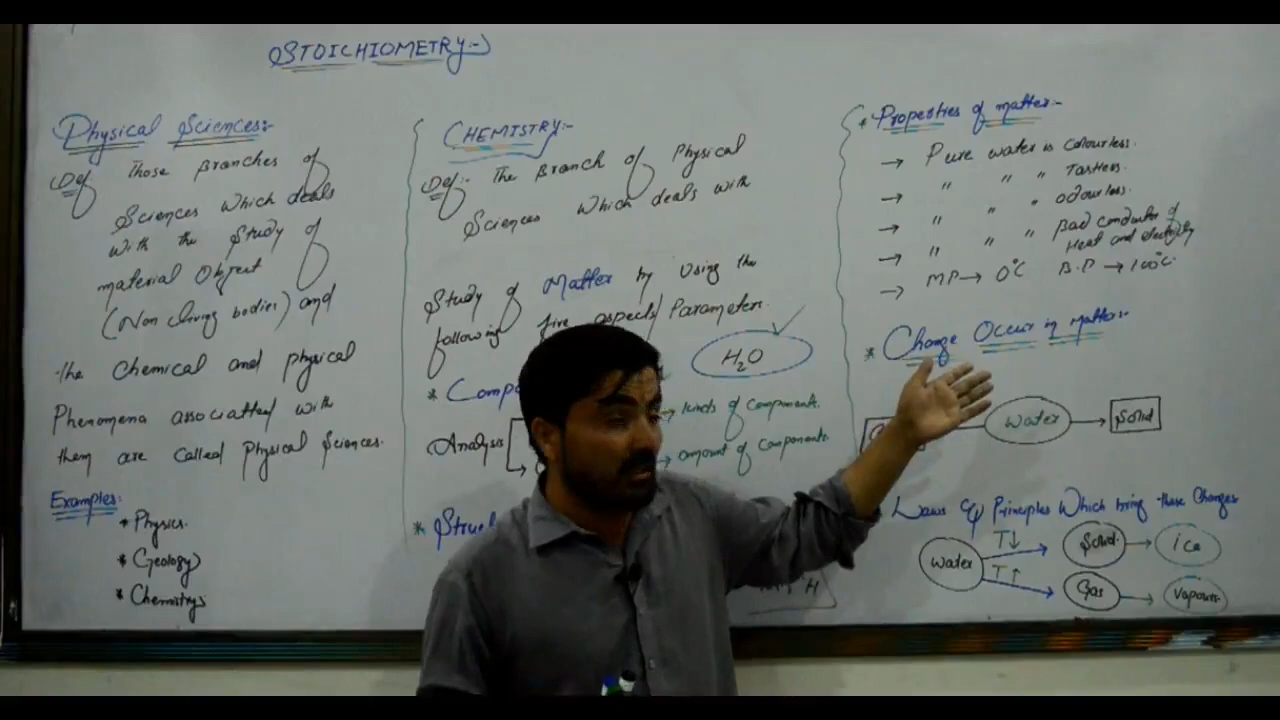 STOICHIOMETRY:-
Physical Sciences:-
Def Those Branches of
Sciences Which deals
with the Study of
material Object
(Non living bodies) and
the Chemical and physical
Phenomena associatted with
them are Called Physical Sciences.
Examples:
* Physics.
* Geology
* Chemistry
CHEMISTRY:-
Def:- The Branch of Physical
Sciences Which deals with
Study of Matter by Using the
following five aspects/Parameters.
H2O
* Comp
Analysis
→ kinds of Components.
→ amount of Components.
* Struc
H
* Properties of matter:-
→ Pure water is Colourless.
→ " " " Tastless.
→ " " " odourless.
→ " " " Bad conductor of
Heat and electricity
→ MP → 0°C B.P → 100°C.
* Change Occur in matter:-
Water → Solid
Laws & Principles Which bring those Changes
Water T↓ Solid → ice
T↑ Gas → Vapours